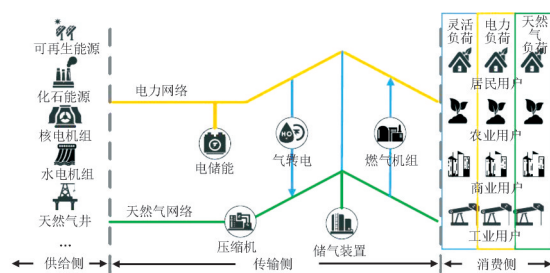 可再生能源
化石能源
核电机组
水电机组
天然气井
...
供给侧
电力网络
电储能
气转电
燃气机组
天然气网络
压缩机
储气装置
传输侧
灵活
负荷
电力
负荷
天然
气
负荷
居民用户
农业用户
商业用户
工业用户
消费侧